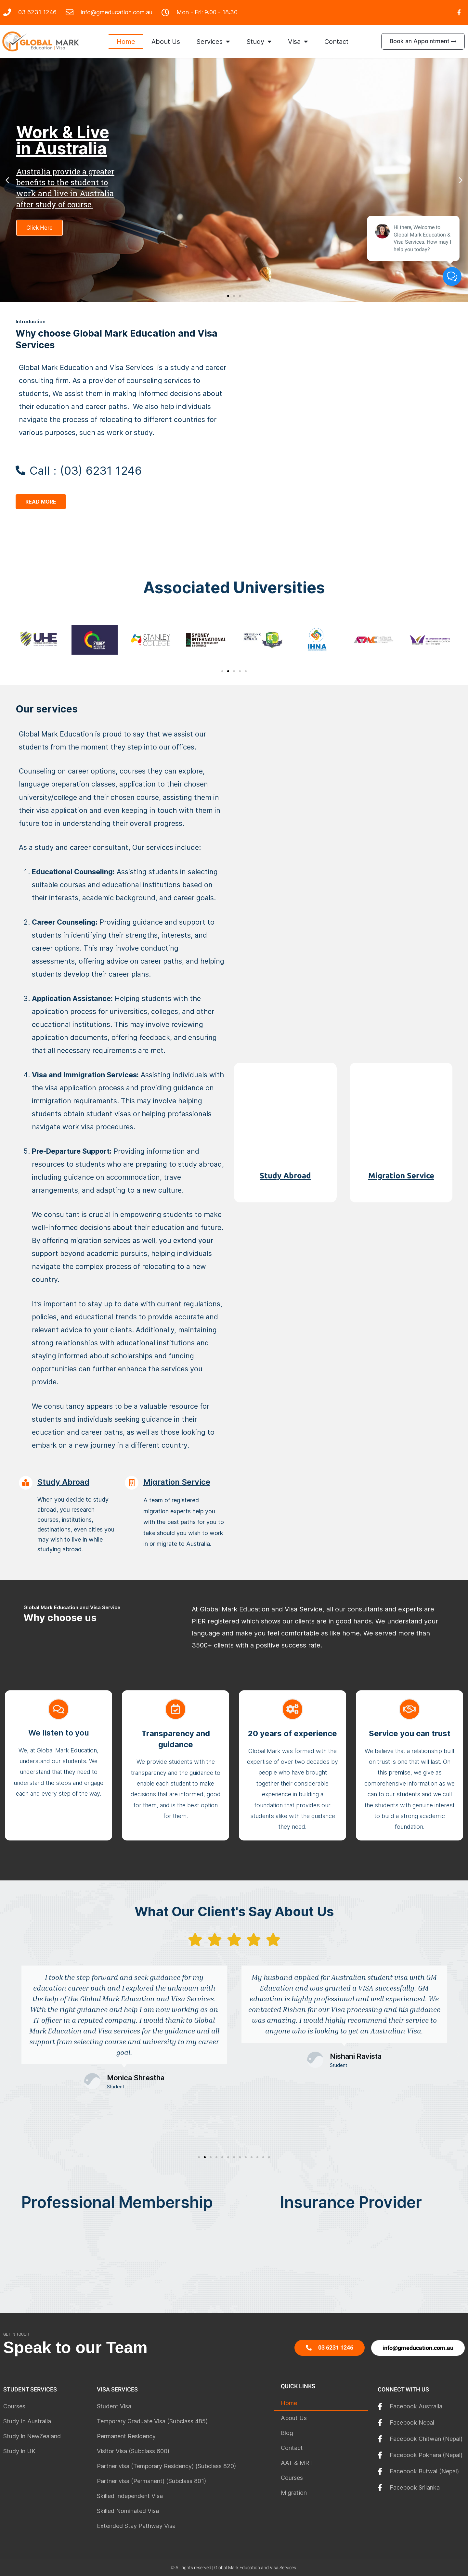 03 6231 1246
info@gmeducation.com.au
Mon - Fri: 9:00 - 18:30
GLOBAL MARK
Education | Visa
Home
About Us
Services
Study
Visa
Contact
Book an Appointment
Work & Live
in Australia
Australia provide a greater
benefits to the student to
work and live in Australia
after study of course.
Click Here
Hi there, Welcome to
Global Mark Education &
Visa Services. How may I
help you today?
Introduction
Why choose Global Mark Education and Visa
Services
Global Mark Education and Visa Services is a study and career
consulting firm. As a provider of counseling services to
students, We assist them in making informed decisions about
their education and career paths. We also help individuals
navigate the process of relocating to different countries for
various purposes, such as work or study.
Call : (03) 6231 1246
READ MORE
Associated Universities
UHE
STANLEY
COLLEGE
SYDNEY
INTERNATIONAL
IHNA
Our services
Global Mark Education is proud to say that we assist our
students from the moment they step into our offices.
Counseling on career options, courses they can explore,
language preparation classes, application to their chosen
university/college and their chosen course, assisting them in
their visa application and even keeping in touch with them in
future too in understanding their overall progress.
As a study and career consultant, Our services include:
1. Educational Counseling: Assisting students in selecting
suitable courses and educational institutions based on
their interests, academic background, and career goals.
2. Career Counseling: Providing guidance and support to
students in identifying their strengths, interests, and
career options. This may involve conducting
assessments, offering advice on career paths, and helping
students develop their career plans.
3. Application Assistance: Helping students with the
application process for universities, colleges, and other
educational institutions. This may involve reviewing
application documents, offering feedback, and ensuring
that all necessary requirements are met.
4. Visa and Immigration Services: Assisting individuals with
the visa application process and providing guidance on
immigration requirements. This may involve helping
students obtain student visas or helping professionals
navigate work visa procedures.
5. Pre-Departure Support: Providing information and
resources to students who are preparing to study abroad,
including guidance on accommodation, travel
arrangements, and adapting to a new culture.
We consultant is crucial in empowering students to make
well-informed decisions about their education and future.
By offering migration services as well, you extend your
support beyond academic pursuits, helping individuals
navigate the complex process of relocating to a new
country.
It's important to stay up to date with current regulations,
policies, and educational trends to provide accurate and
relevant advice to your clients. Additionally, maintaining
strong relationships with educational institutions and
staying informed about scholarships and funding
opportunities can further enhance the services you
provide.
We consultancy appears to be a valuable resource for
students and individuals seeking guidance in their
education and career paths, as well as those looking to
embark on a new journey in a different country.
Study Abroad
Migration Service
Study Abroad
When you decide to study
abroad, you research
courses, institutions,
destinations, even cities you
may wish to live in while
studying abroad.
Migration Service
A team of registered
migration experts help you
with the best paths for you to
take should you wish to work
in or migrate to Australia.
Global Mark Education and Visa Service
Why choose us
At Global Mark Education and Visa Service, all our consultants and experts are
PIER registered which shows our clients are in good hands. We understand your
language and make you feel comfortable as like home. We served more than
3500+ clients with a positive success rate.
We listen to you
We, at Global Mark Education,
understand our students. We
understand that they need to
understand the steps and engage
each and every step of the way.
Transparency and
guidance
We provide students with the
transparency and the guidance to
enable each student to make
decisions that are informed, good
for them, and is the best option
for them.
20 years of experience
Global Mark was formed with the
expertise of over two decades by
people who have brought
together their considerable
experience in building a
foundation that provides our
students alike with the guidance
they need.
Service you can trust
We believe that a relationship built
on trust is one that will last. On
this premise, we give as
comprehensive information as we
can to our students and we cull
the students with genuine interest
to build a strong academic
foundation.
What Our Client's Say About Us
I took the step forward and seek guidance for my
education career path and I explored the unknown with
the help of the Global Mark Education and Visa Services.
With the right guidance and help I am now working as an
IT officer in a reputed company. I would thank to Global
Mark Education and Visa services for the guidance and all
support from selecting course and university to my career
goal.
Monica Shrestha
Student
My husband applied for Australian student visa with GM
Education and was granted a VISA successfully. GM
education is highly professional and well experienced. We
contacted Rishan for our Visa processing and his guidance
was amazing. I would highly recommend their service to
anyone who is looking to get an Australian Visa.
Nishani Ravista
Student
Professional Membership
Insurance Provider
GET IN TOUCH
Speak to our Team
03 6231 1246
info@gmeducation.com.au
STUDENT SERVICES
Courses
Study In Australia
Study in NewZealand
Study in UK
VISA SERVICES
Student Visa
Temporary Graduate Visa (Subclass 485)
Permanent Residency
Visitor Visa (Subclass 600)
Partner visa (Temporary Residency) (Subclass 820)
Partner visa (Permanent) (Subclass 801)
Skilled Independent Visa
Skilled Nominated Visa
Extended Stay Pathway Visa
QUICK LINKS
Home
About Us
Blog
Contact
AAT & MRT
Courses
Migration
CONNECT WITH US
Facebook Australia
Facebook Nepal
Facebook Chitwan (Nepal)
Facebook Pokhara (Nepal)
Facebook Butwal (Nepal)
Facebook Srilanka
© All rights reserved | Global Mark Education and Visa Services.